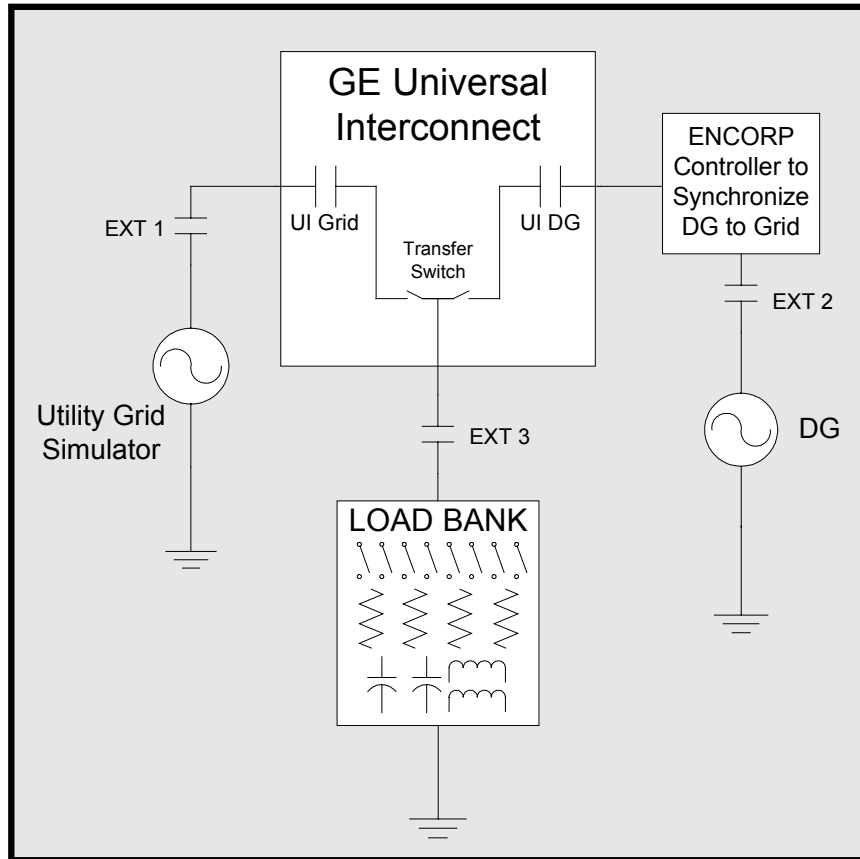 GE Universal
Interconnect
ENCORP
Controller to
Synchronize
DG to Grid
EXT 1
UI Grid
UI DG
Transfer
Switch
EXT 2
Utility Grid
Simulator
EXT 3
DG
LOAD BANK